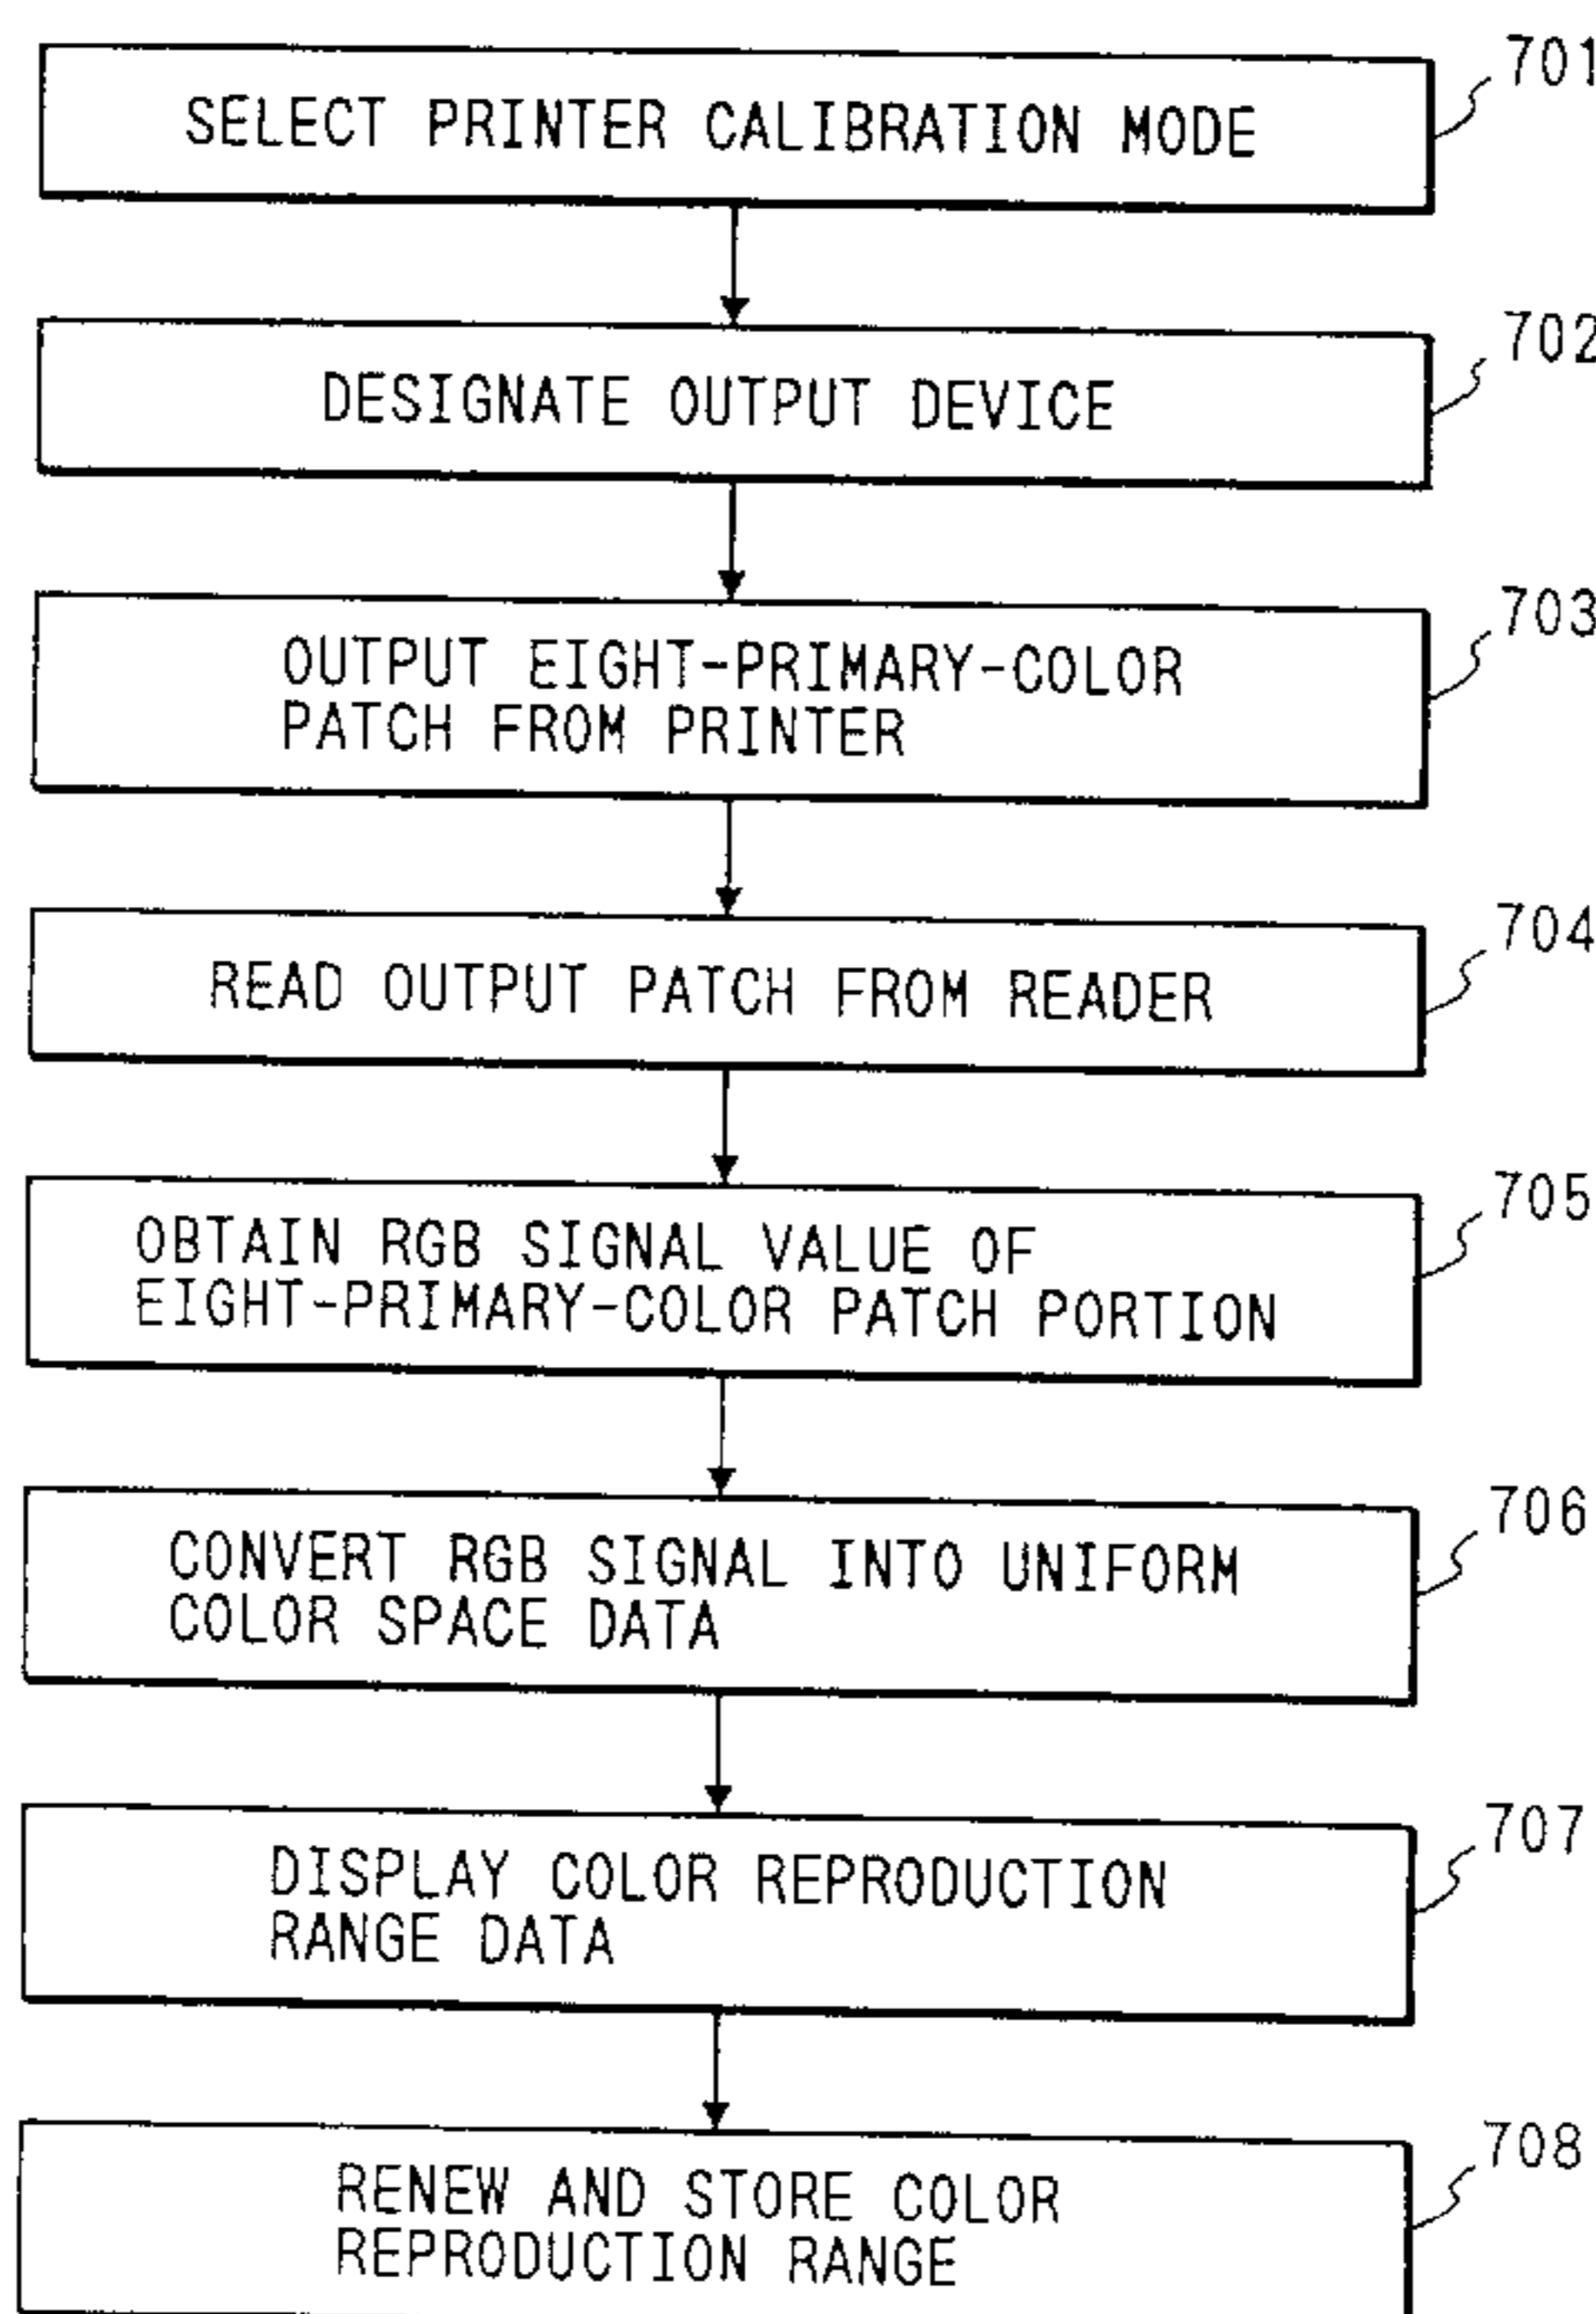 701
SELECT PRINTER CALIBRATION MODE
702
DESIGNATE OUTPUT DEVICE
703
OUTPUT EIGHT-PRIMARY-COLOR
PATCH FROM PRINTER
704
READ OUTPUT PATCH FROM READER
705
OBTAIN RGB SIGNAL VALUE OF
EIGHT-PRIMARY-COLOR PATCH PORTION
706
CONVERT RGB SIGNAL INTO UNIFORM
COLOR SPACE DATA
707
DISPLAY COLOR REPRODUCTION
RANGE DATA
708
RENEW AND STORE COLOR
REPRODUCTION RANGE